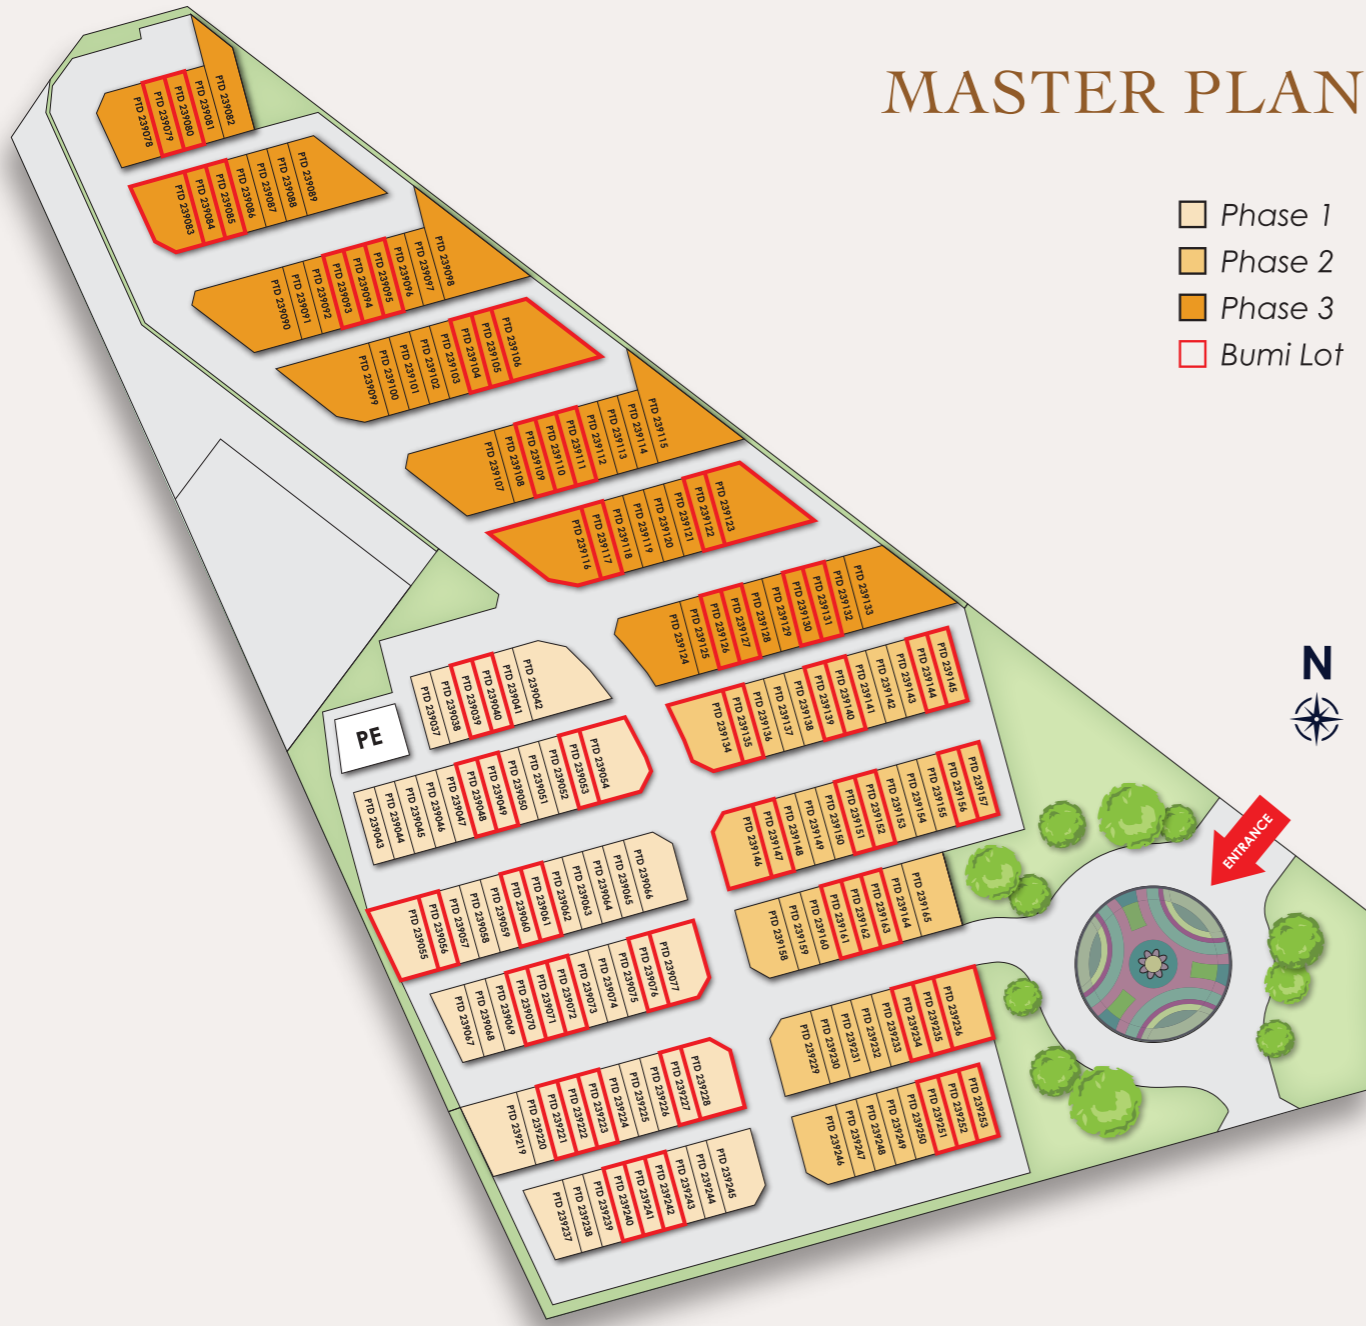 MASTER PLAN
Phase 1
Phase 2
Phase 3
Bumi Lot
N
ENTRANCE
PE
PTD 239078
PTD 239079
PTD 239080
PTD 239081
PTD 239082
PTD 239083
PTD 239084
PTD 239085
PTD 239086
PTD 239087
PTD 239088
PTD 239089
PTD 239090
PTD 239091
PTD 239092
PTD 239093
PTD 239094
PTD 239095
PTD 239096
PTD 239097
PTD 239098
PTD 239099
PTD 239100
PTD 239101
PTD 239102
PTD 239103
PTD 239104
PTD 239105
PTD 239106
PTD 239107
PTD 239108
PTD 239109
PTD 239110
PTD 239111
PTD 239112
PTD 239113
PTD 239114
PTD 239115
PTD 239116
PTD 239117
PTD 239118
PTD 239119
PTD 239120
PTD 239121
PTD 239122
PTD 239123
PTD 239124
PTD 239125
PTD 239126
PTD 239127
PTD 239128
PTD 239129
PTD 239130
PTD 239131
PTD 239132
PTD 239133
PTD 239134
PTD 239135
PTD 239136
PTD 239137
PTD 239138
PTD 239139
PTD 239140
PTD 239141
PTD 239142
PTD 239143
PTD 239144
PTD 239145
PTD 239037
PTD 239038
PTD 239039
PTD 239040
PTD 239041
PTD 239042
PTD 239043
PTD 239044
PTD 239045
PTD 239046
PTD 239047
PTD 239048
PTD 239049
PTD 239050
PTD 239051
PTD 239052
PTD 239053
PTD 239054
PTD 239146
PTD 239147
PTD 239148
PTD 239149
PTD 239150
PTD 239151
PTD 239152
PTD 239153
PTD 239154
PTD 239155
PTD 239156
PTD 239157
PTD 239055
PTD 239056
PTD 239057
PTD 239058
PTD 239059
PTD 239060
PTD 239061
PTD 239062
PTD 239063
PTD 239064
PTD 239065
PTD 239066
PTD 239158
PTD 239159
PTD 239160
PTD 239161
PTD 239162
PTD 239163
PTD 239164
PTD 239165
PTD 239067
PTD 239068
PTD 239069
PTD 239070
PTD 239071
PTD 239072
PTD 239073
PTD 239074
PTD 239075
PTD 239076
PTD 239077
PTD 239229
PTD 239230
PTD 239231
PTD 239232
PTD 239233
PTD 239234
PTD 239235
PTD 239236
PTD 239219
PTD 239220
PTD 239221
PTD 239222
PTD 239223
PTD 239224
PTD 239225
PTD 239226
PTD 239227
PTD 239228
PTD 239246
PTD 239247
PTD 239248
PTD 239249
PTD 239250
PTD 239251
PTD 239252
PTD 239253
PTD 239237
PTD 239238
PTD 239239
PTD 239240
PTD 239241
PTD 239242
PTD 239243
PTD 239244
PTD 239245